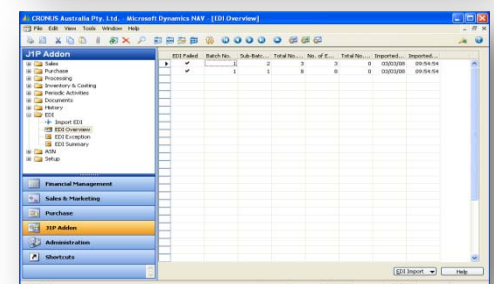 CRONUS Australia Pty. Ltd. - Microsoft Dynamics NAV - [EDI Overview]
File Edit View Tools Window Help
J1P Addon
Sales
Purchase
Processing
Inventory & Costing
Periodic Activities
Documents
History
EDI
Import EDI
EDI Overview
EDI Exception
EDI Summary
ASN
Setup
Financial Management
Sales & Marketing
Purchase
J1P Addon
Administration
Shortcuts
EDI Failed Batch No. Sub-Batc... Total No.... No. of E... Total No.... Imported... Imported...
1 2 3 3 0 03/03/08 09:54:54
1 1 8 8 0 03/03/08 09:54:54
EDI Import Help